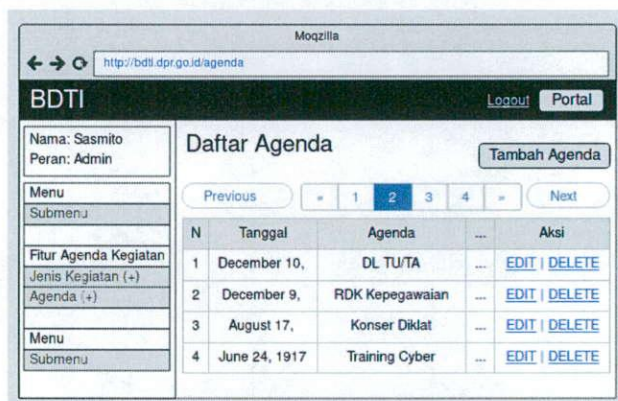 Moqzilla
http://bdti.dpr.go.id/agenda
BDTI
Logout Portal
Nama: Sasmito
Peran: Admin
Menu
Submenu
Fitur Agenda Kegiatan
Jenis Kegiatan (+)
Agenda (+)
Menu
Submenu
Daftar Agenda
Tambah Agenda
Previous « 1 2 3 4 » Next
N Tanggal Agenda ... Aksi
1 December 10, DL TU/TA ... EDIT | DELETE
2 December 9, RDK Kepegawaian ... EDIT | DELETE
3 August 17, Konser Diklat ... EDIT | DELETE
4 June 24, 1917 Training Cyber ... EDIT | DELETE